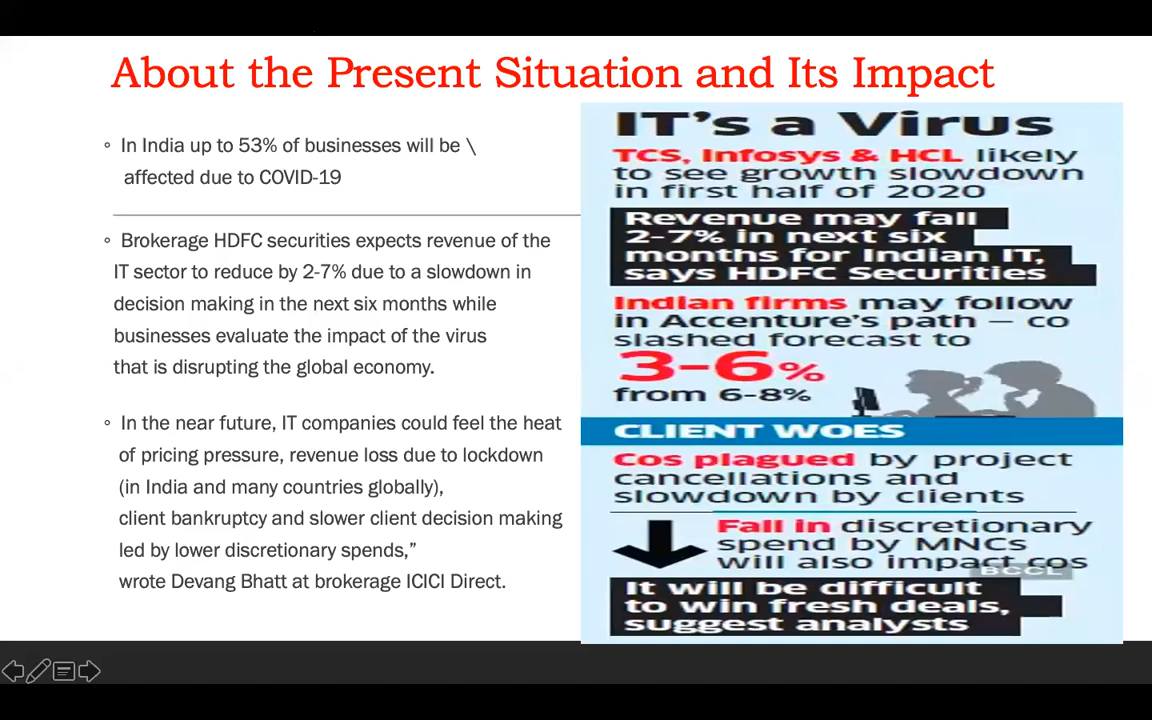 About the Present Situation and Its Impact
◦ In India up to 53% of businesses will be \
affected due to COVID-19
◦ Brokerage HDFC securities expects revenue of the
IT sector to reduce by 2-7% due to a slowdown in
decision making in the next six months while
businesses evaluate the impact of the virus
that is disrupting the global economy.
◦ In the near future, IT companies could feel the heat
of pricing pressure, revenue loss due to lockdown
(in India and many countries globally),
client bankruptcy and slower client decision making
led by lower discretionary spends,”
wrote Devang Bhatt at brokerage ICICI Direct.
IT’s a Virus
TCS, Infosys & HCL likely
to see growth slowdown
in first half of 2020
Revenue may fall
2-7% in next six
months for Indian IT,
says HDFC Securities
Indian firms may follow
in Accenture’s path — co
slashed forecast to
3-6%
from 6-8%
CLIENT WOES
Cos plagued by project
cancellations and
slowdown by clients
Fall in discretionary
spend by MNCs
will also impact cos
BCCL
It will be difficult
to win fresh deals,
suggest analysts